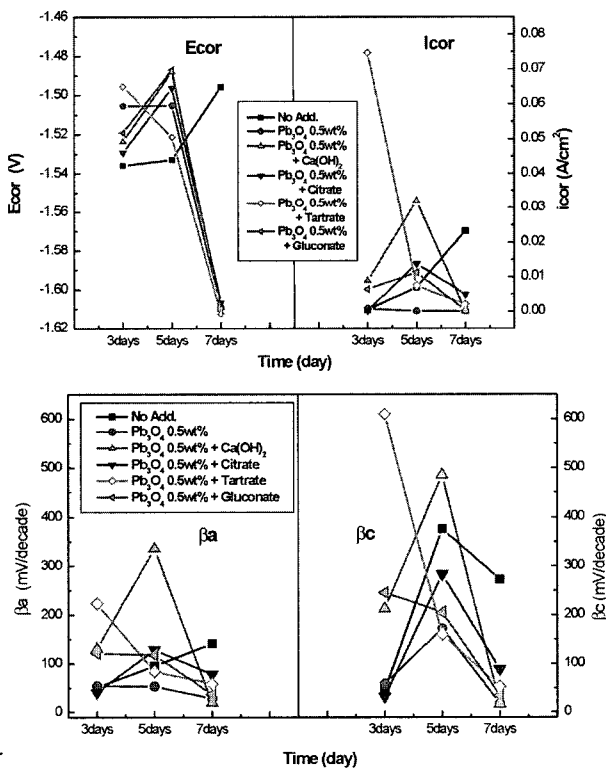 Ecor
Icor
-1.46
-1.48
-1.50
-1.52
-1.54
-1.56
-1.58
-1.60
-1.62
Ecor (V)
No Add.
Pb3O4 0.5wt%
Pb3O4 0.5wt%
+ Ca(OH)2
Pb3O4 0.5wt%
+ Citrate
Pb3O4 0.5wt%
+ Tartrate
Pb3O4 0.5wt%
+ Gluconate
0.08
0.07
0.06
0.05
0.04
0.03
0.02
0.01
0.00
icor (A/cm²)
3days 5days 7days
3days 5days 7days
Time (day)
600
500
400
300
200
100
0
βa (mV/decade)
No Add.
Pb3O4 0.5wt%
Pb3O4 0.5wt% + Ca(OH)2
Pb3O4 0.5wt% + Citrate
Pb3O4 0.5wt% + Tartrate
Pb3O4 0.5wt% + Gluconate
βa
βc
600
500
400
300
200
100
0
βc (mV/decade)
3days 5days 7days
3days 5days 7days
Time (day)